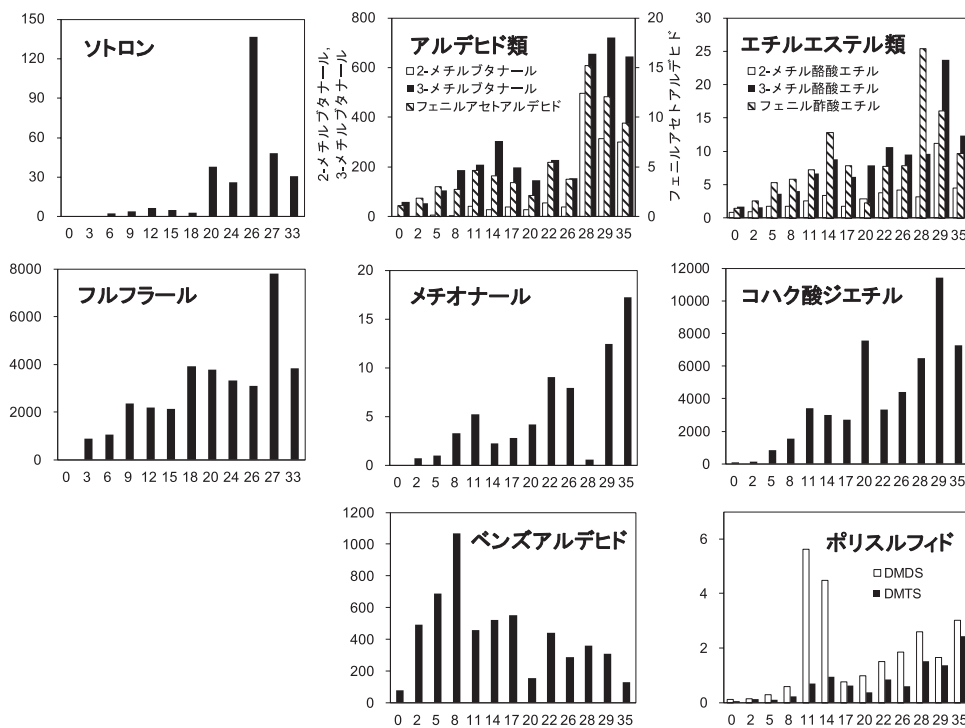 ソトロン
150
120
90
60
30
0
0 3 6 9 12 15 18 20 24 26 27 33
アルデヒド類
2-メチルブタナール
3-メチルブタナール
フェニルアセトアルデヒド
2-メチルブタナール,
3-メチルブタナール
800
600
400
200
0
フェニルアセトアルデヒド
20
15
10
5
0
0 2 5 8 11 14 17 20 22 26 28 29 35
エチルエステル類
2-メチル酪酸エチル
3-メチル酪酸エチル
フェニル酢酸エチル
30
25
20
15
10
5
0
0 2 5 8 11 14 17 20 22 26 28 29 35
フルフラール
8000
6000
4000
2000
0
0 3 6 9 12 15 18 20 24 26 27 33
メチオナール
20
15
10
5
0
0 2 5 8 11 14 17 20 22 26 28 29 35
コハク酸ジエチル
12000
10000
8000
6000
4000
2000
0
0 2 5 8 11 14 17 20 22 26 28 29 35
ベンズアルデヒド
1200
1000
800
600
400
200
0
0 2 5 8 11 14 17 20 22 26 28 29 35
ポリスルフィド
DMDS
DMTS
6
4
2
0
0 2 5 8 11 14 17 20 22 26 28 29 35